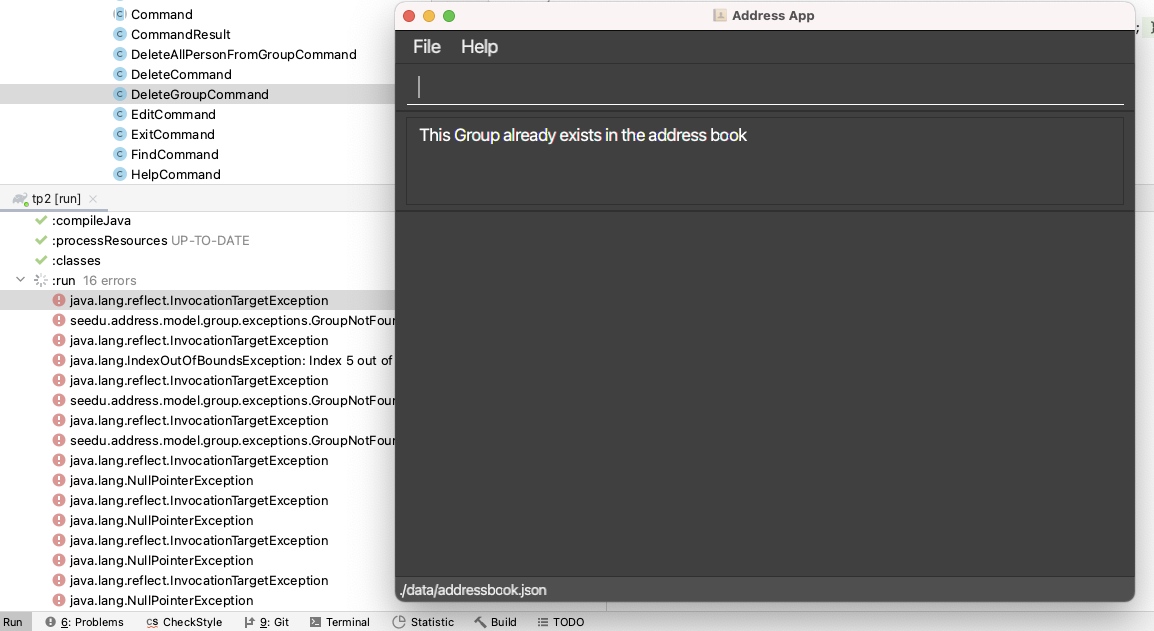 Command
CommandResult
DeleteAllPersonFromGroupCommand
DeleteCommand
DeleteGroupCommand
EditCommand
ExitCommand
FindCommand
HelpCommand
tp2 [run]
:compileJava
:processResources UP-TO-DATE
:classes
:run 16 errors
java.lang.reflect.InvocationTargetException
seedu.address.model.group.exceptions.GroupNotFou
java.lang.reflect.InvocationTargetException
java.lang.IndexOutOfBoundsException: Index 5 out of
java.lang.reflect.InvocationTargetException
seedu.address.model.group.exceptions.GroupNotFou
java.lang.reflect.InvocationTargetException
seedu.address.model.group.exceptions.GroupNotFou
java.lang.reflect.InvocationTargetException
java.lang.NullPointerException
java.lang.reflect.InvocationTargetException
java.lang.NullPointerException
java.lang.reflect.InvocationTargetException
java.lang.NullPointerException
java.lang.reflect.InvocationTargetException
java.lang.NullPointerException
Run 6: Problems CheckStyle 9: Git Terminal Statistic Build TODO
Address App
File Help
This Group already exists in the address book
./data/addressbook.json
; }